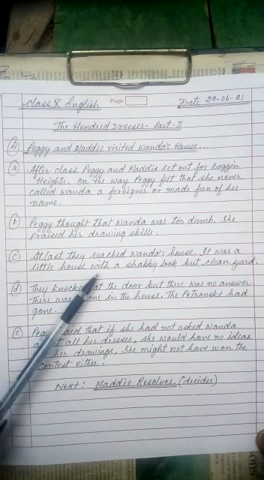 Class X English Page Date 29-06-21
The Hundred Dresses - Part II
Peggy and Maddie visited Wanda's House.
(a) After class Peggy and Maddie set out for Boggin
Heights. On the way Peggy felt that she never
called Wanda a foreigner or made fun of her
name.
(b) Peggy thought that Wanda was too dumb. She
praised her drawing skills.
(c) At last they reached Wanda's house. It was a
little house with a shabby look but clean yard.
(d) They knocked at the door but there was no answer
There was in the house. The Petronski had
gone.
(e) Peggy said that if she had not asked Wanda
all her dresses, she would have no ideas
her drawings. She might not have won the
contest either.
Next: Maddie Resolves (decides)